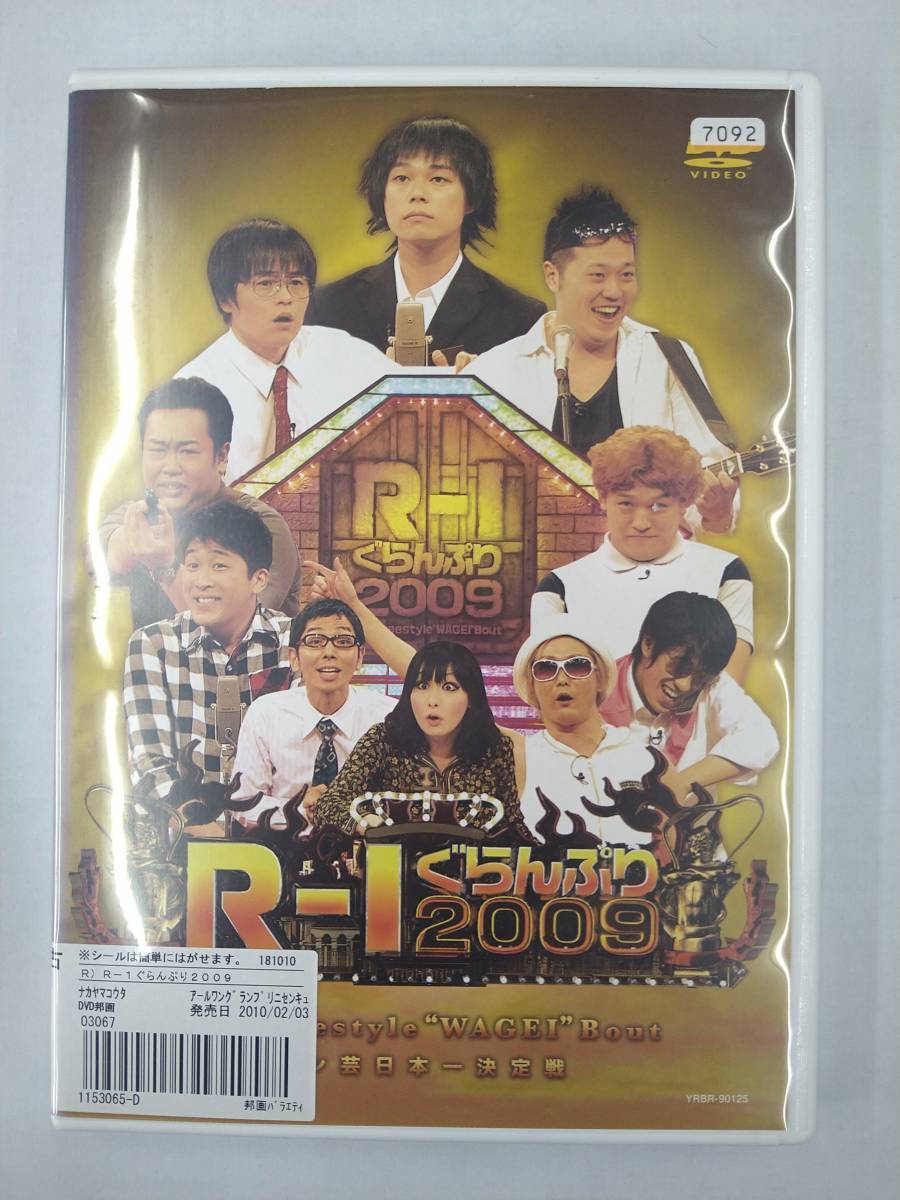 7092
VIDEO
R-1
ぐらんぷり
2009
eestyle"WAGEI"Bout
R-1
ぐらんぷり
2009
※シールは簡単にはがせます。 181010
R) R-1ぐらんぷり2009
ナカヤマコウタ アールワングランプリニセンキュ
DVD邦画 発売日 2010/02/03
03067
1153065-D 邦画バラエティ
estyle "WAGEI" Bout
ン芸日本一決定戦
YRBR-90125